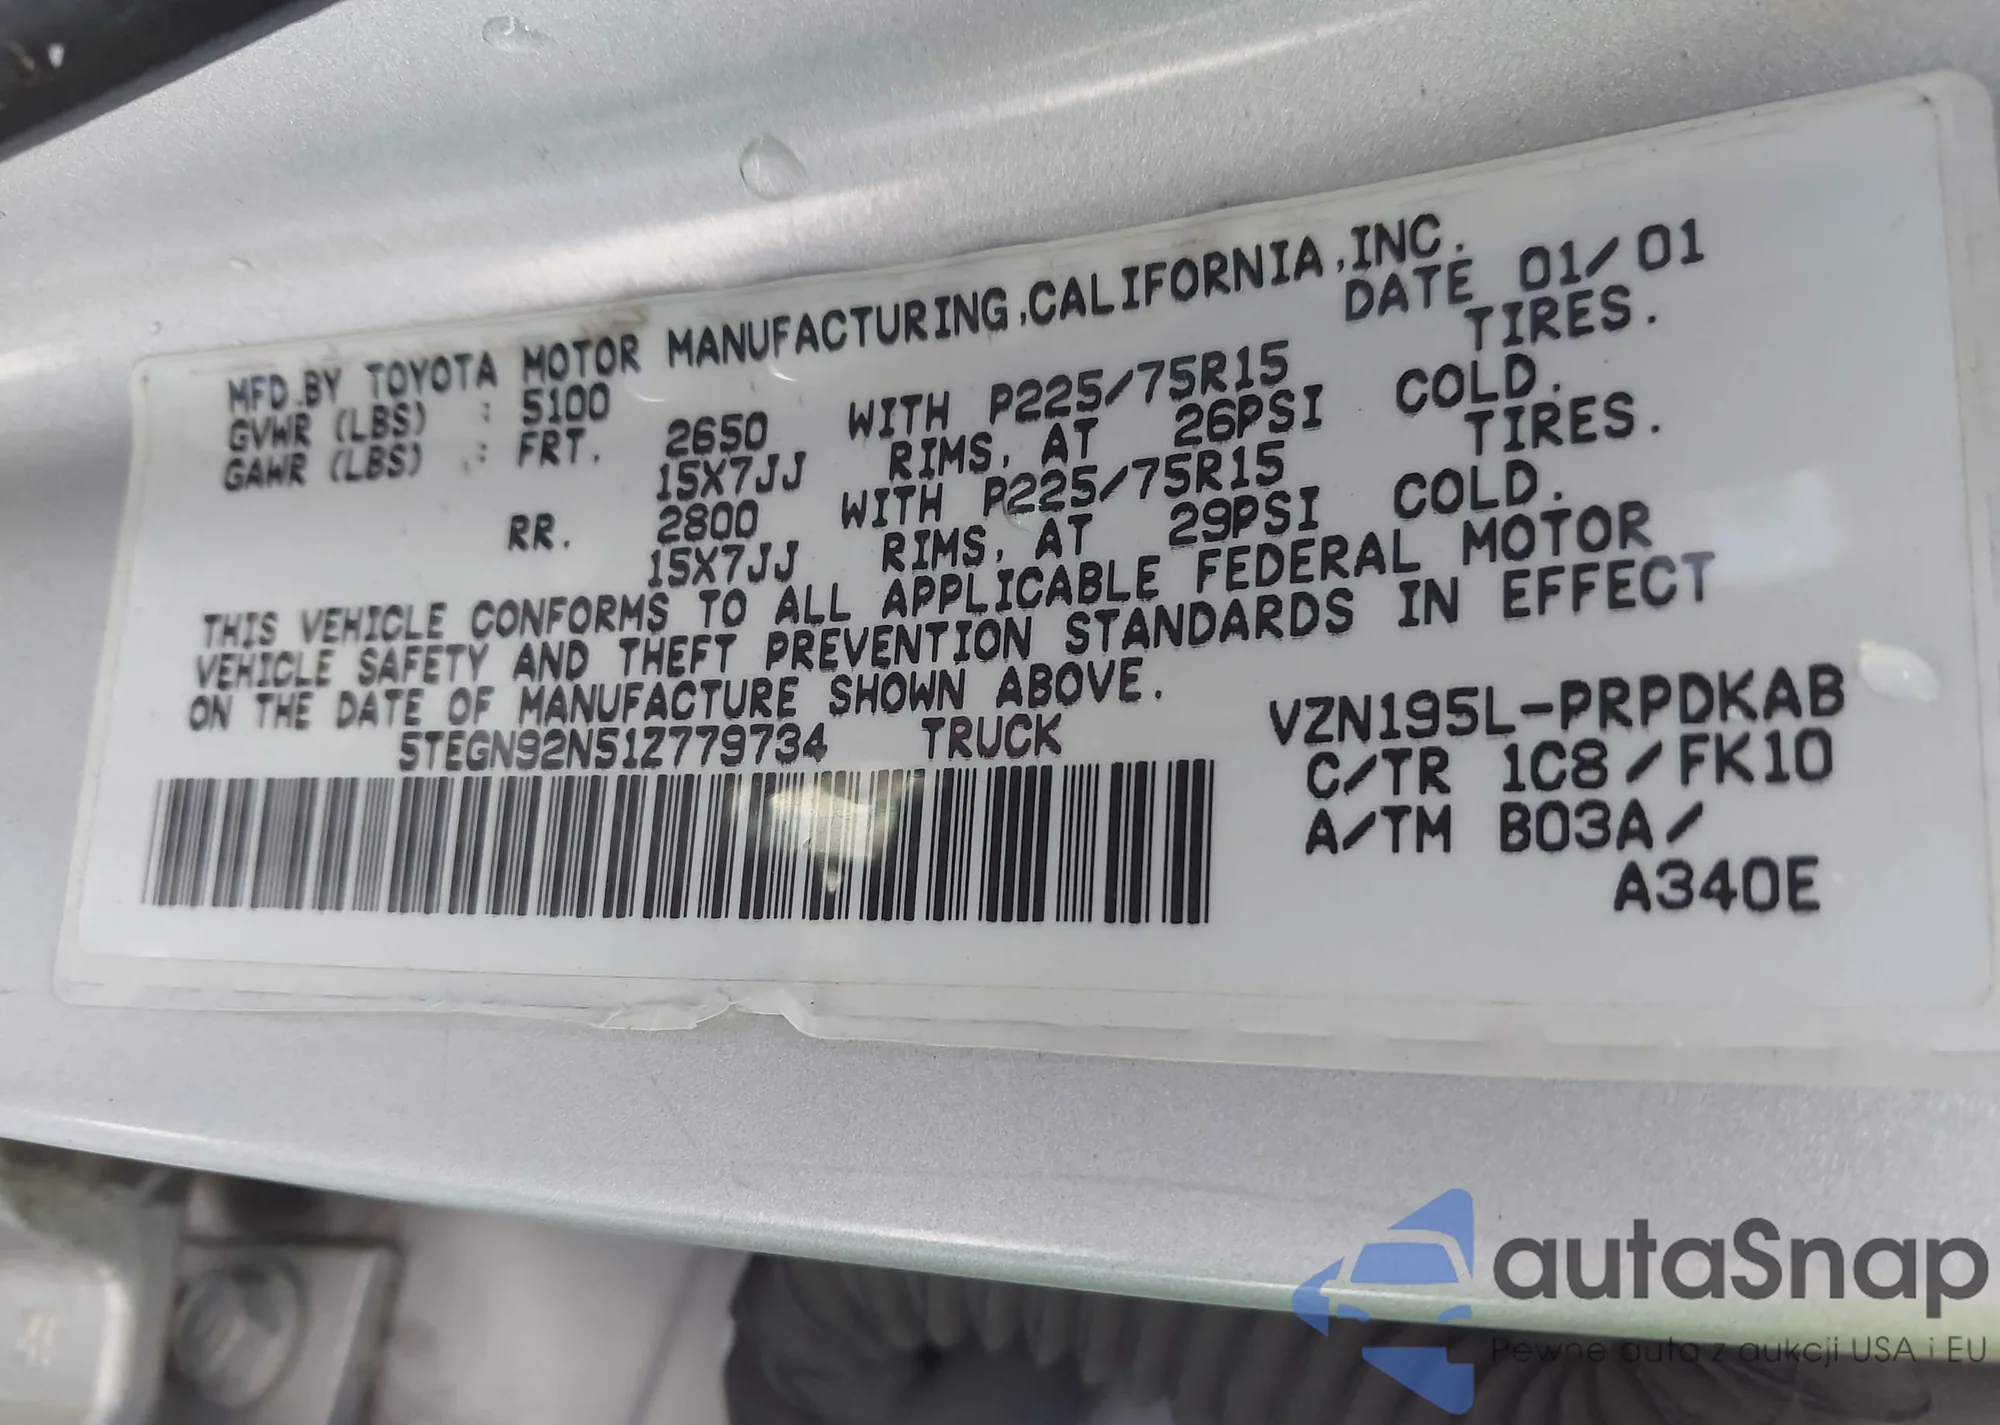 MFD.BY TOYOTA MOTOR MANUFACTURING,CALIFORNIA,INC.
GVWR (LBS) : 5100 DATE 01/01
GAWR (LBS) : FRT. 2650 WITH P225/75R15 TIRES.
15X7JJ RIMS, AT 26PSI COLD.
RR. 2800 WITH P225/75R15 TIRES.
15X7JJ RIMS, AT 29PSI COLD.
THIS VEHICLE CONFORMS TO ALL APPLICABLE FEDERAL MOTOR
VEHICLE SAFETY AND THEFT PREVENTION STANDARDS IN EFFECT
ON THE DATE OF MANUFACTURE SHOWN ABOVE.
5TEGN92N51Z779734 TRUCK VZN195L-PRPDKAB
C/TR 1C8/FK10
A/TM B03A/
A340E
autaSnap
Pewne auta z aukcji USA i EU